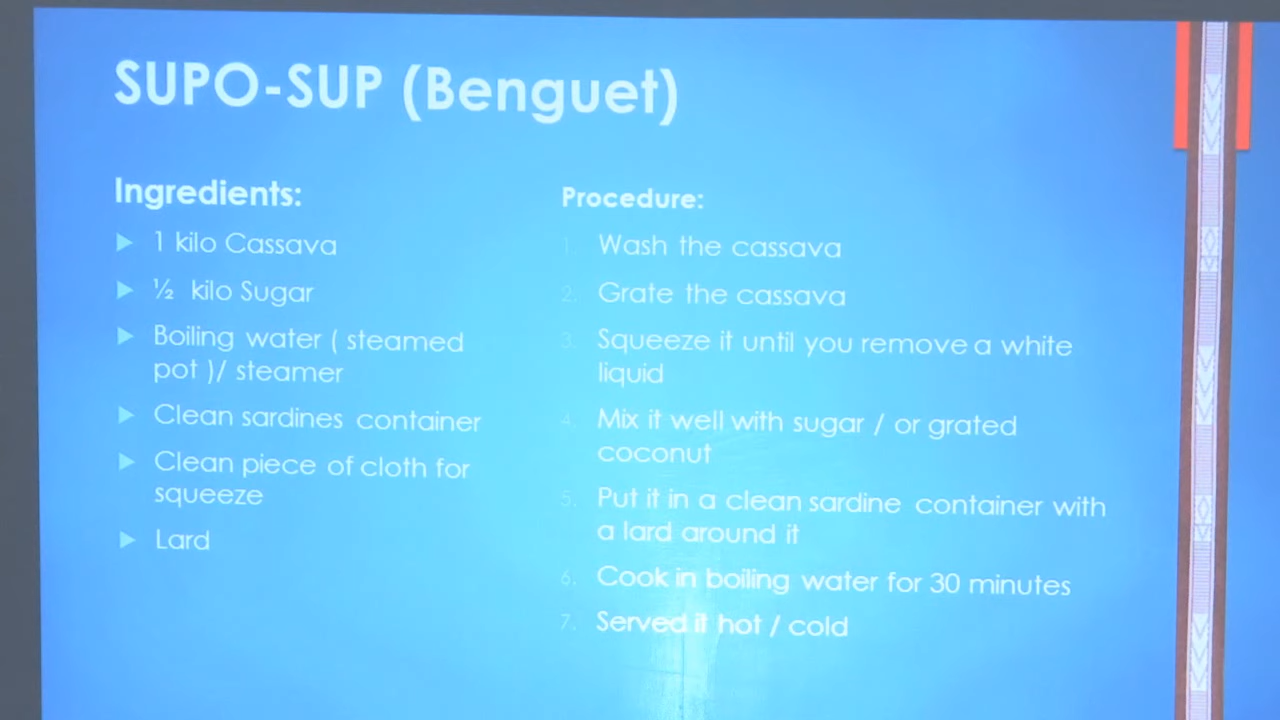 SUPO-SUP (Benguet)
Ingredients:
1 kilo Cassava
½ kilo Sugar
Boiling water ( steamed
pot )/ steamer
Clean sardines container
Clean piece of cloth for
squeeze
Lard
Procedure:
1. Wash the cassava
2. Grate the cassava
3. Squeeze it until you remove a white
liquid
4. Mix it well with sugar / or grated
coconut
5. Put it in a clean sardine container with
a lard around it
6. Cook in boiling water for 30 minutes
7. Served it hot / cold